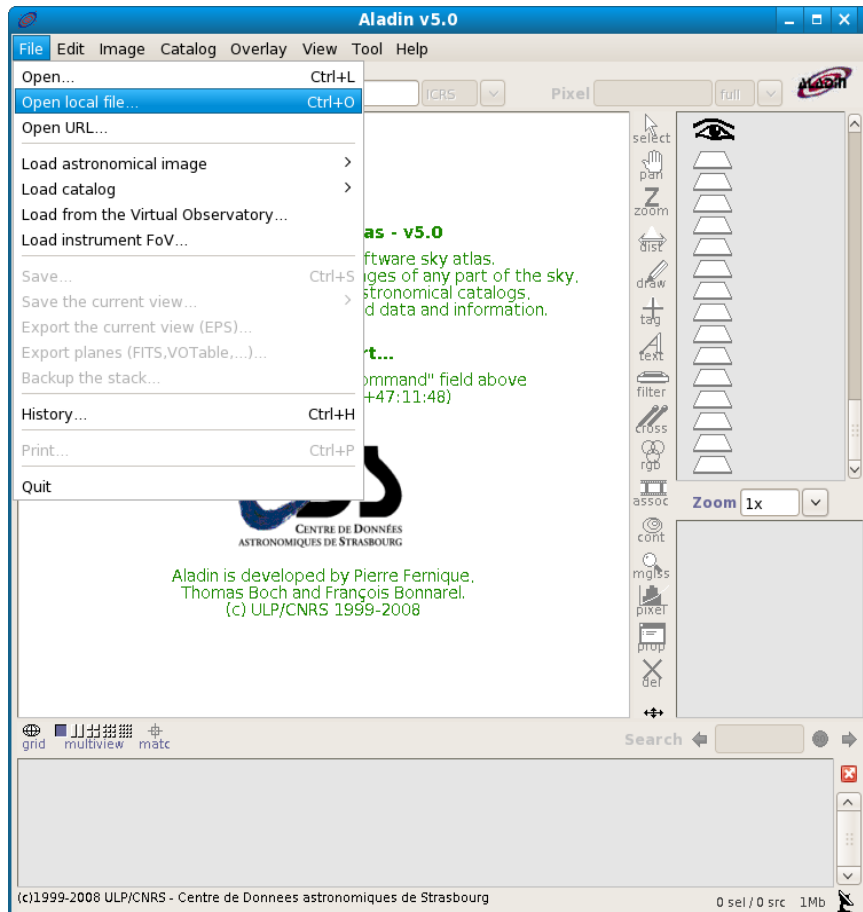 Aladin v5.0
File Edit Image Catalog Overlay View Tool Help
Open... Ctrl+L
Open local file... Ctrl+O
Open URL...
Load astronomical image
Load catalog
Load from the Virtual Observatory...
Load instrument FoV...
Save... Ctrl+S
Save the current view...
Export the current view (EPS)...
Export planes (FITS,VOTable,...)...
Backup the stack...
History... Ctrl+H
Print... Ctrl+P
Quit
ICRS Pixel full ALADIN
as - v5.0
ftware sky atlas.
ges of any part of the sky,
stronomical catalogs,
d data and information.
rt...
ommand" field above
+47:11:48)
CENTRE DE DONNÉES
ASTRONOMIQUES DE STRASBOURG
Aladin is developed by Pierre Fernique,
Thomas Boch and François Bonnarel.
(c) ULP/CNRS 1999-2008
select
pan
zoom
dist
draw
tag
text
filter
cross
rgb
assoc
cont
mglss
pixel
prop
del
Zoom 1x
grid multiview matc
Search
(c)1999-2008 ULP/CNRS - Centre de Donnees astronomiques de Strasbourg
0 sel / 0 src 1Mb